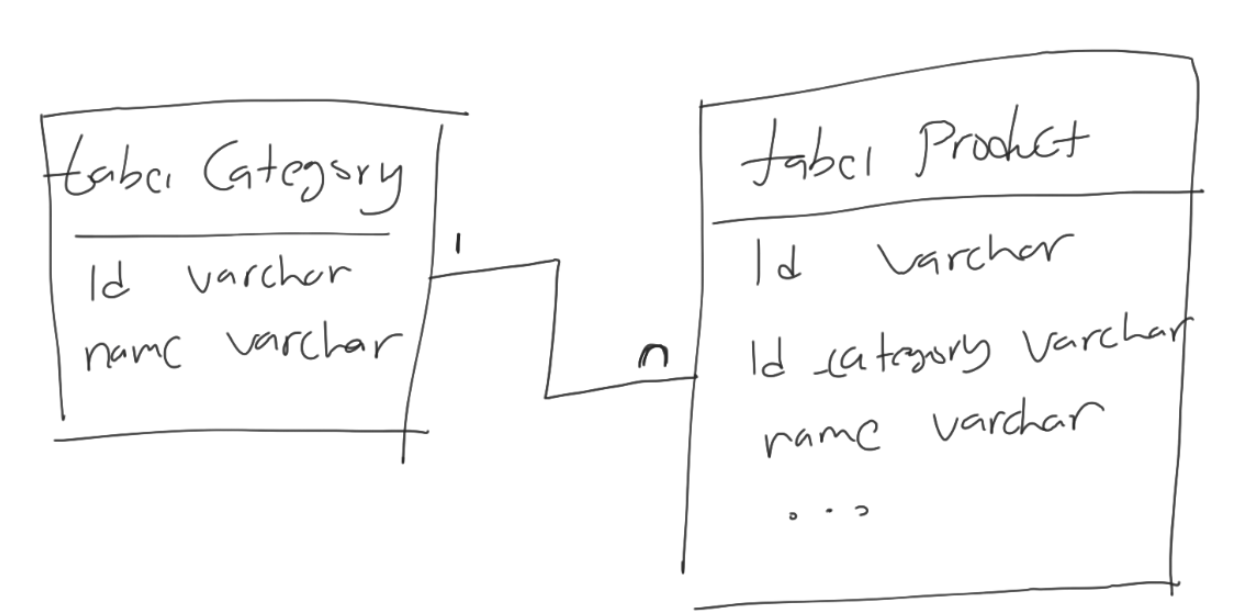 tabel Category
Id varchar
name varchar
1
n
tabel Product
Id varchar
Id_category varchar
name varchar
...